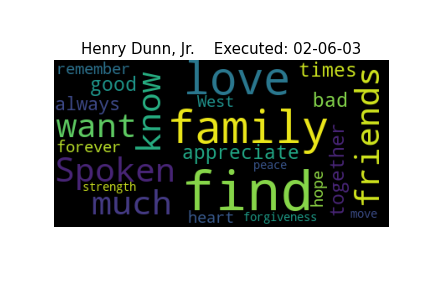 Henry Dunn, Jr. Executed: 02-06-03
remember
love
times
good
know
friends
always
West
bad
want
family
forever
appreciate
together
Spoken
peace
strength
find
hope
much
heart
forgiveness
move